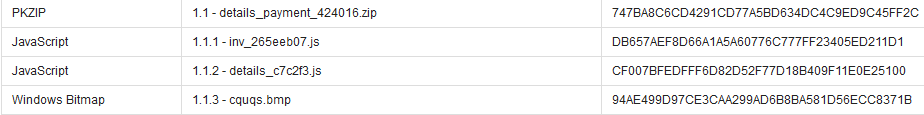 PKZIP 1.1 - details_payment_424016.zip 747BA8C6CD4291CD77A5BD634DC4C9ED9C45FF2C
JavaScript 1.1.1 - inv_265eeb07.js DB657AEF8D66A1A5A60776C777FF23405ED211D1
JavaScript 1.1.2 - details_c7c2f3.js CF007BFEDFFF6D82D52F77D18B409F11E0E25100
Windows Bitmap 1.1.3 - cquqs.bmp 94AE499D97CE3CAA299AD6B8BA581D56ECC8371B